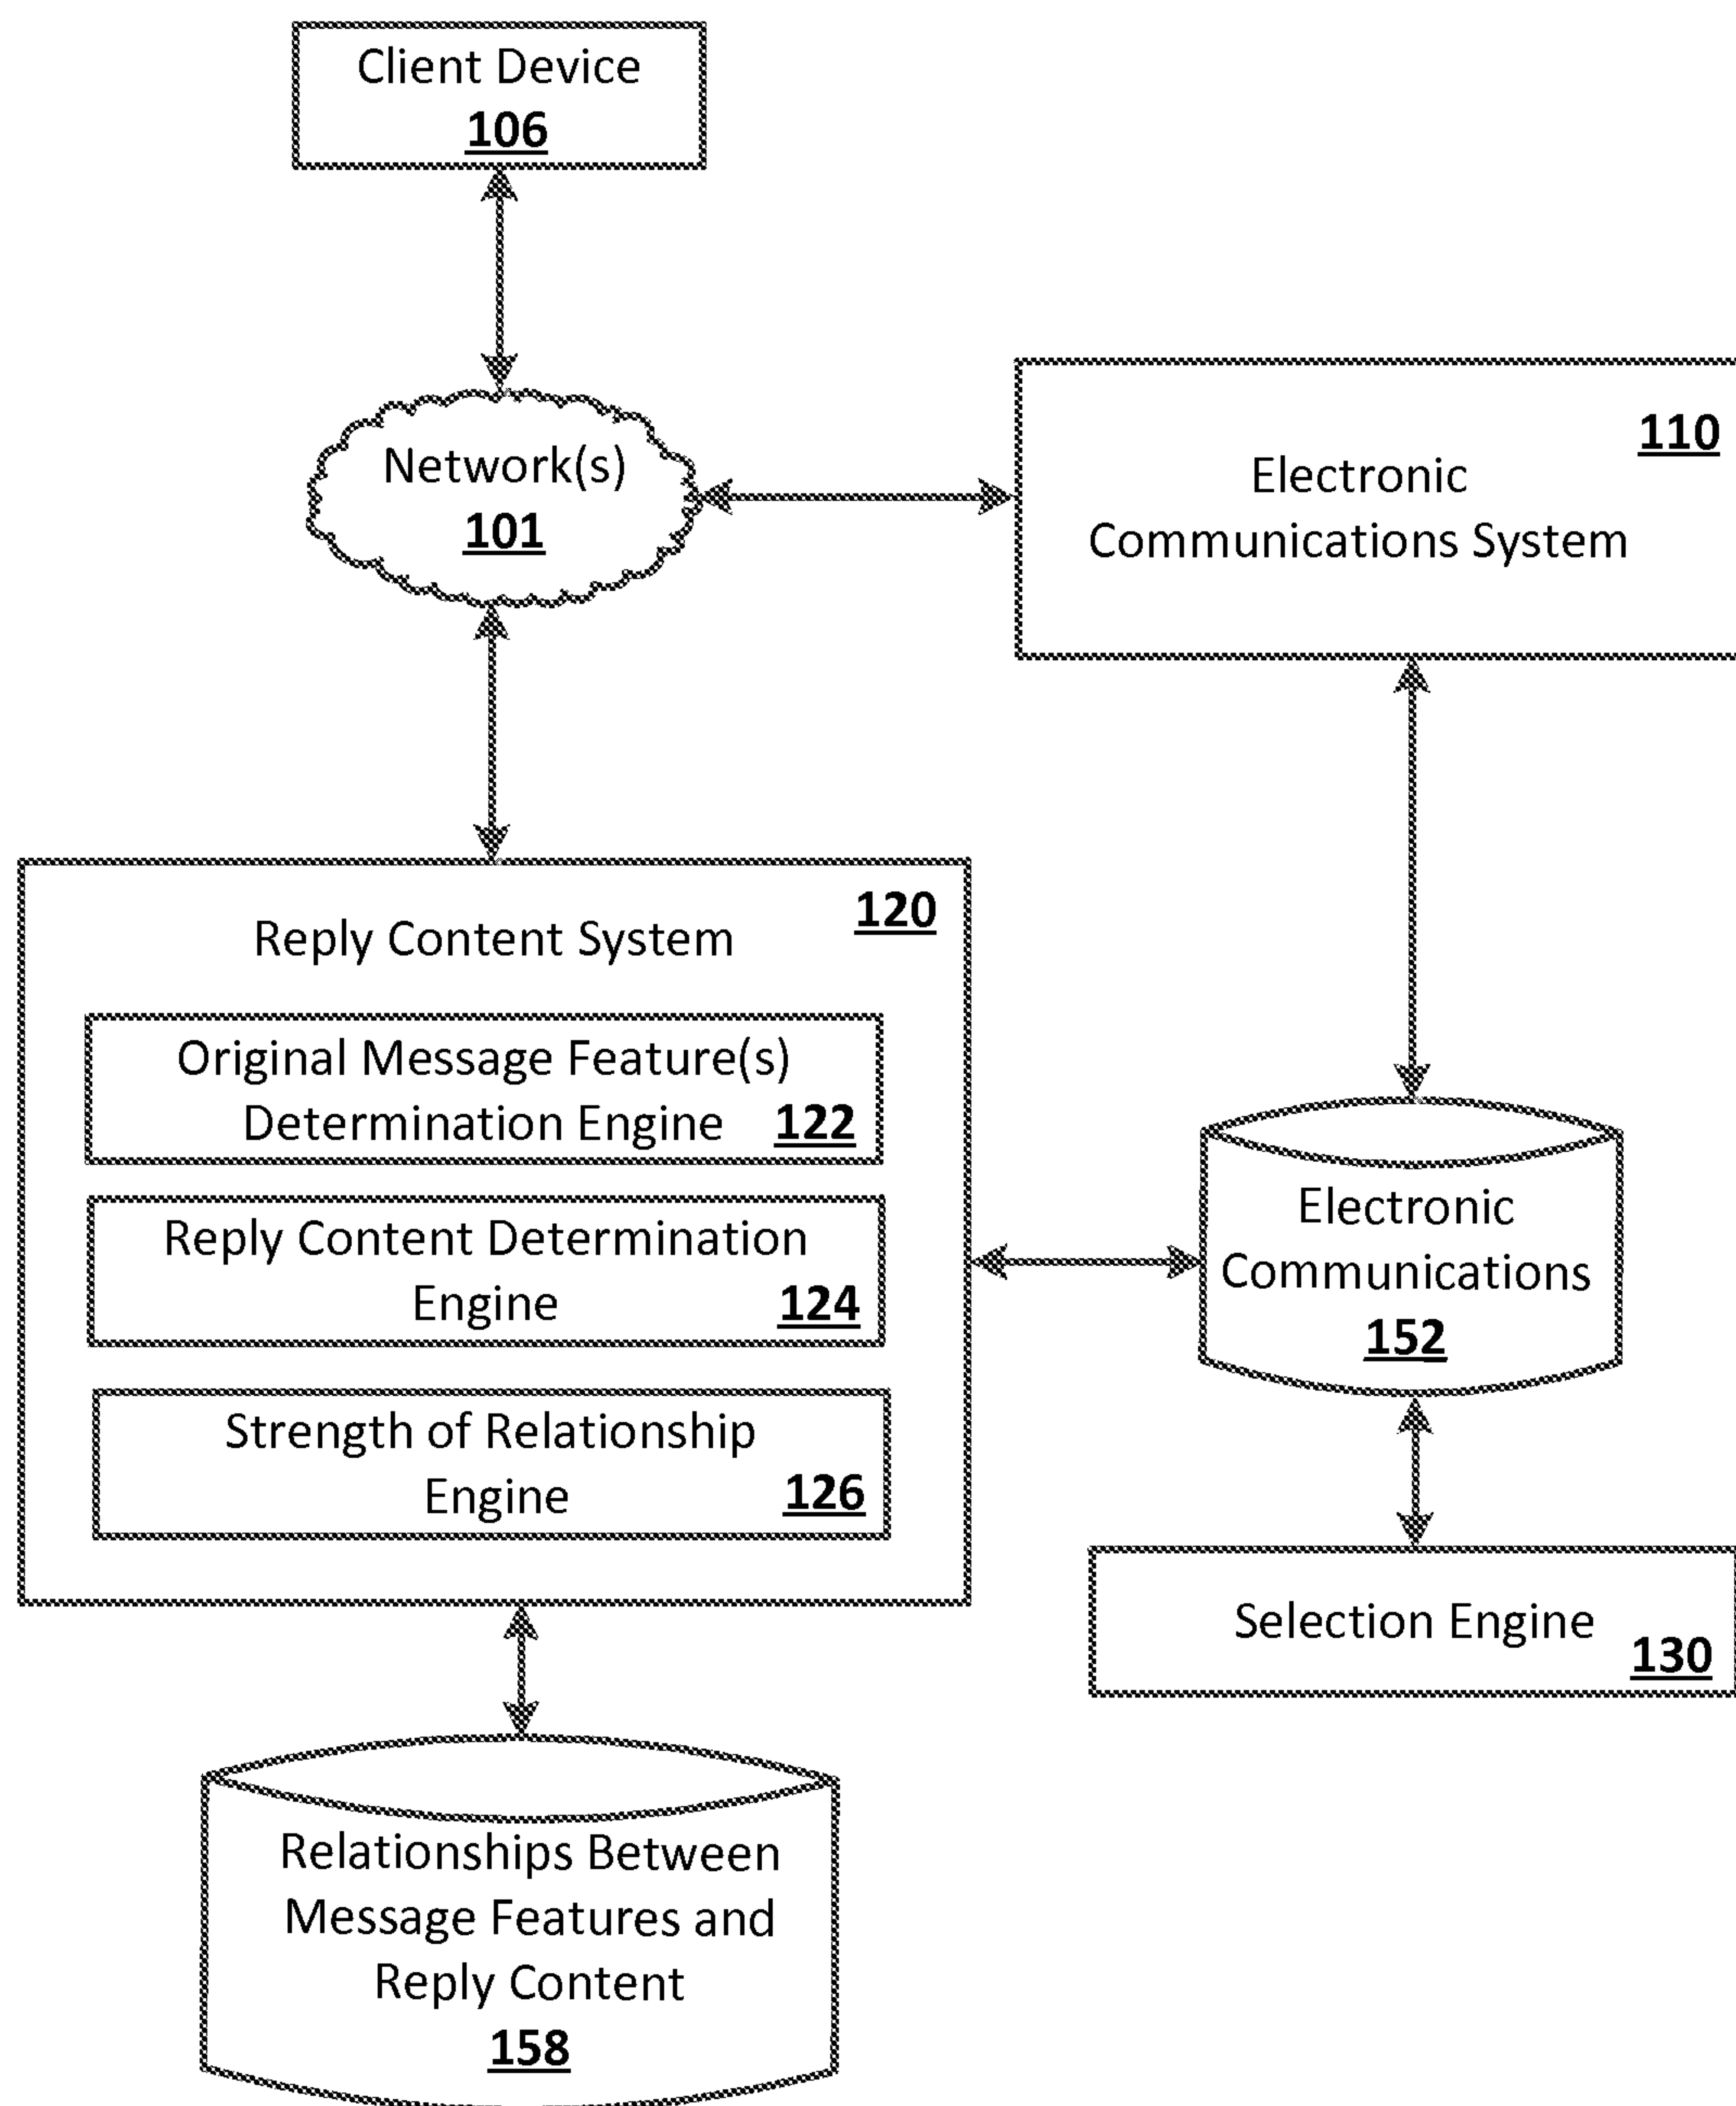 Client Device
106
Network(s)
101
110
Electronic
Communications System
120
Reply Content System
Original Message Feature(s)
Determination Engine 122
Reply Content Determination
Engine 124
Strength of Relationship
Engine 126
Electronic
Communications
152
Selection Engine
130
Relationships Between
Message Features and
Reply Content
158